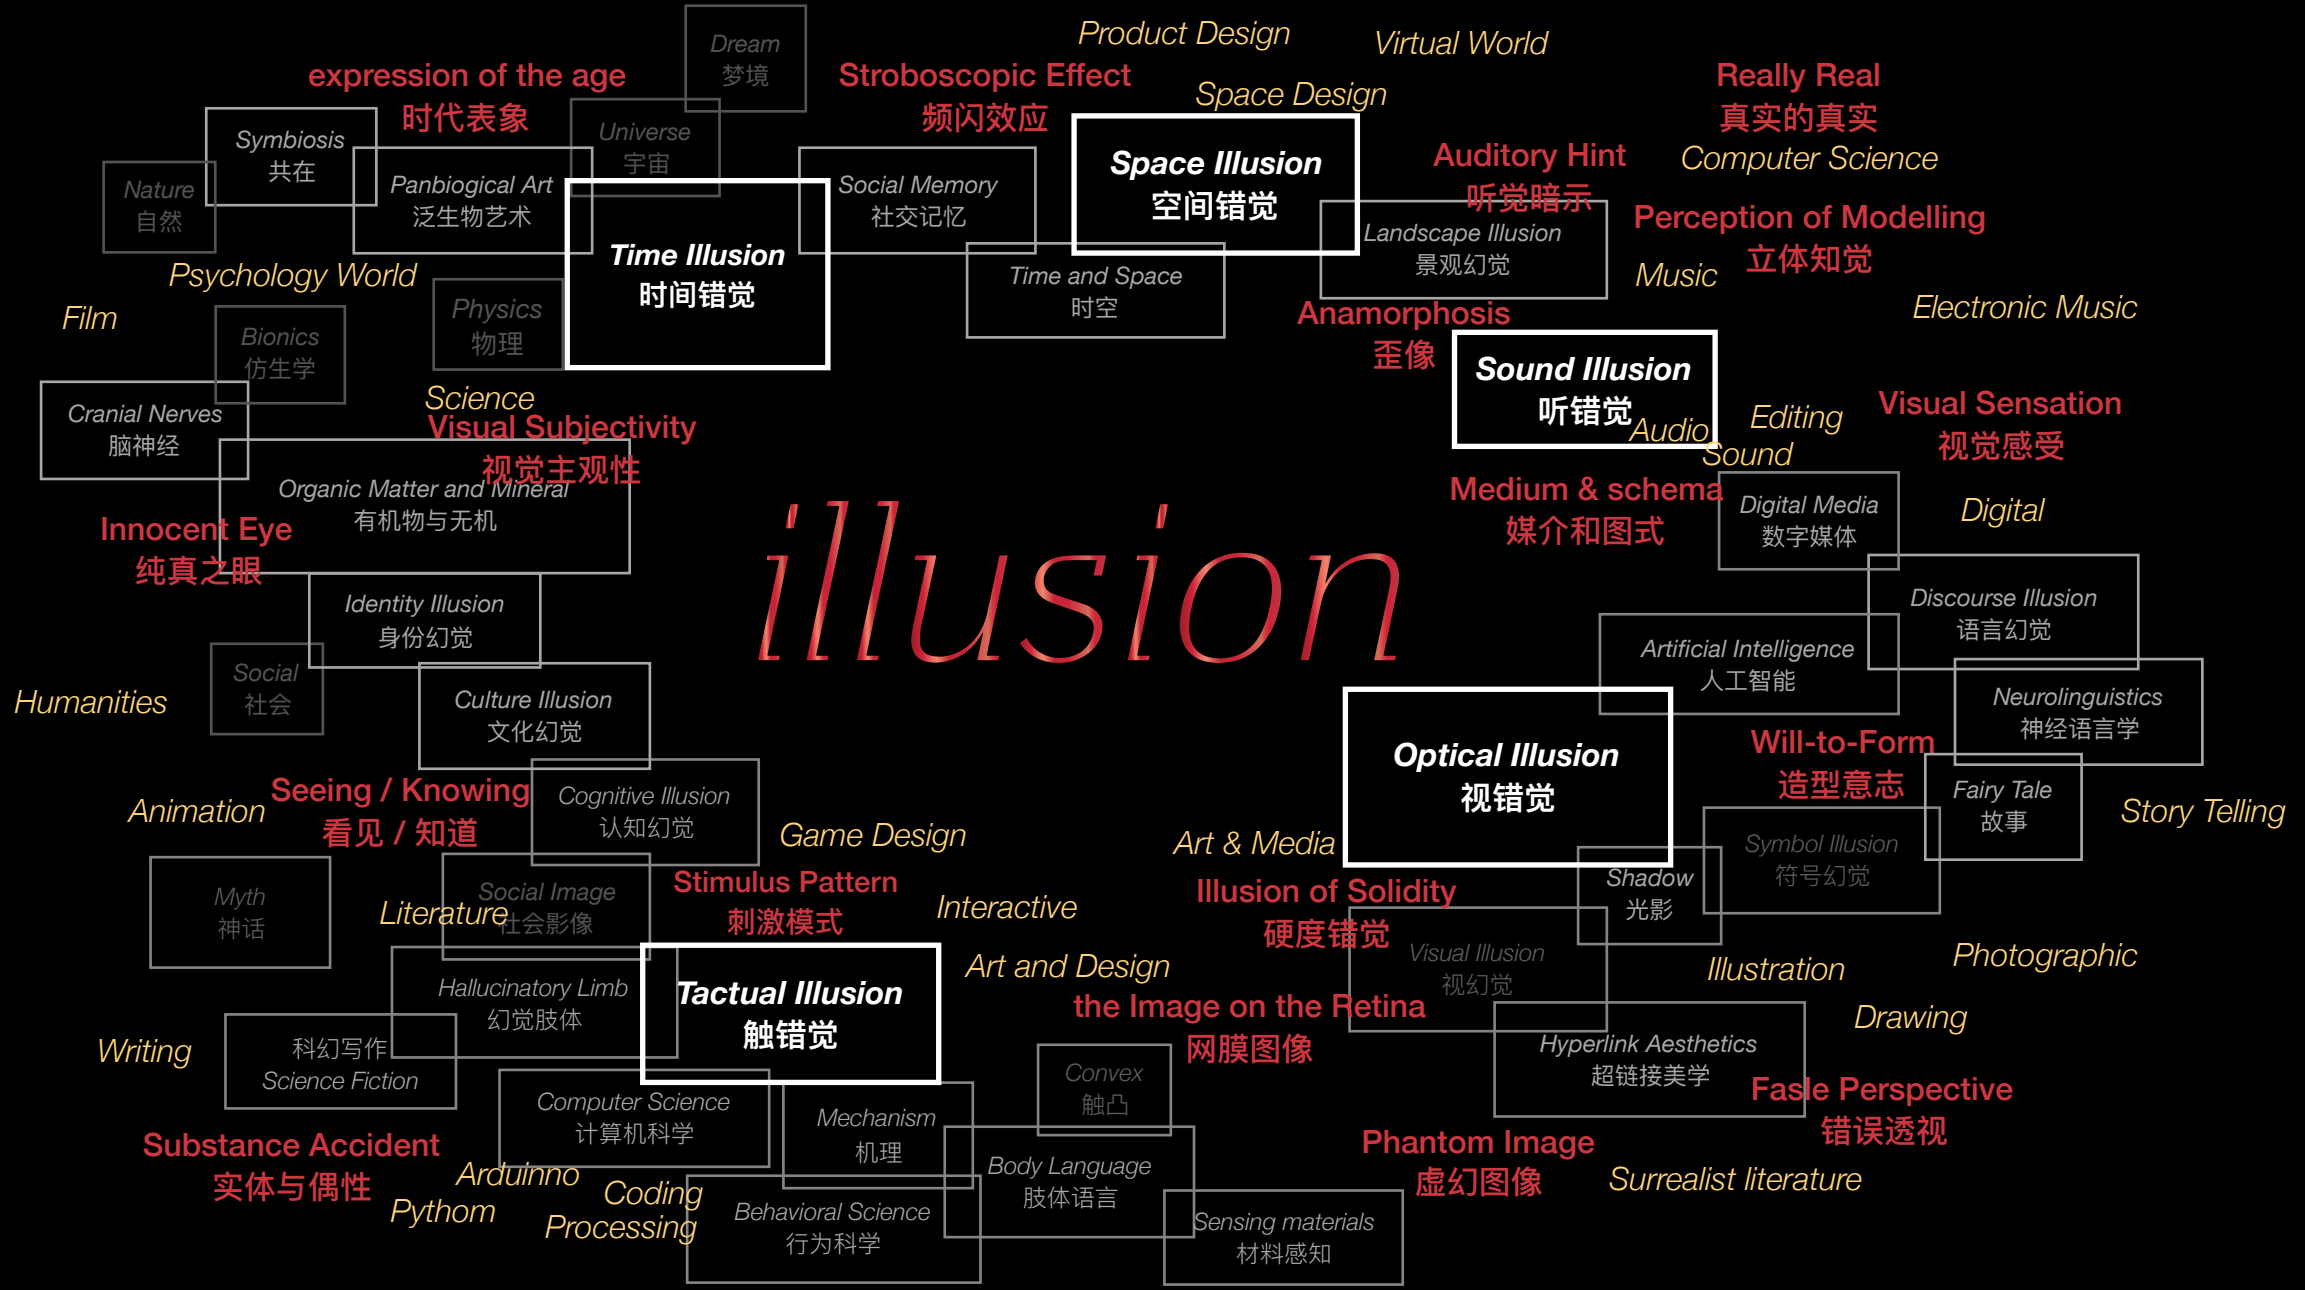 Dream
梦境
Product Design
Virtual World
expression of the age
时代表象
Stroboscopic Effect
频闪效应
Space Design
Really Real
真实的真实
Symbiosis
共在
Universe
宇宙
Space Illusion
空间错觉
Auditory Hint
听觉暗示
Computer Science
Nature
自然
Panbiogical Art
泛生物艺术
Social Memory
社交记忆
Landscape Illusion
景观幻觉
Perception of Modelling
立体知觉
Time Illusion
时间错觉
Time and Space
时空
Music
Psychology World
Film
Physics
物理
Anamorphosis
歪像
Electronic Music
Bionics
仿生学
Sound Illusion
听错觉
Audio
Editing
Sound
Visual Sensation
视觉感受
Cranial Nerves
脑神经
Science
Visual Subjectivity
视觉主观性
Organic Matter and Mineral
有机物与无机
Medium & schema
媒介和图式
Digital Media
数字媒体
Digital
Innocent Eye
纯真之眼
illusion
Identity Illusion
身份幻觉
Discourse Illusion
语言幻觉
Artificial Intelligence
人工智能
Social
社会
Humanities
Culture Illusion
文化幻觉
Neurolinguistics
神经语言学
Optical Illusion
视错觉
Will-to-Form
造型意志
Seeing / Knowing
看见 / 知道
Animation
Cognitive Illusion
认知幻觉
Game Design
Art & Media
Fairy Tale
故事
Story Telling
Symbol Illusion
符号幻觉
Myth
神话
Literature
Social Image
社会影像
Stimulus Pattern
刺激模式
Interactive
Illusion of Solidity
硬度错觉
Shadow
光影
Visual Illusion
视幻觉
Illustration
Photographic
Hallucinatory Limb
幻觉肢体
Tactual Illusion
触错觉
Art and Design
the Image on the Retina
网膜图像
Drawing
Writing
科幻写作
Science Fiction
Hyperlink Aesthetics
超链接美学
Convex
触凸
Fasle Perspective
错误透视
Computer Science
计算机科学
Mechanism
机理
Substance Accident
实体与偶性
Phantom Image
虚幻图像
Arduinno
Body Language
肢体语言
Surrealist literature
Pythom
Coding
Processing
Behavioral Science
行为科学
Sensing materials
材料感知